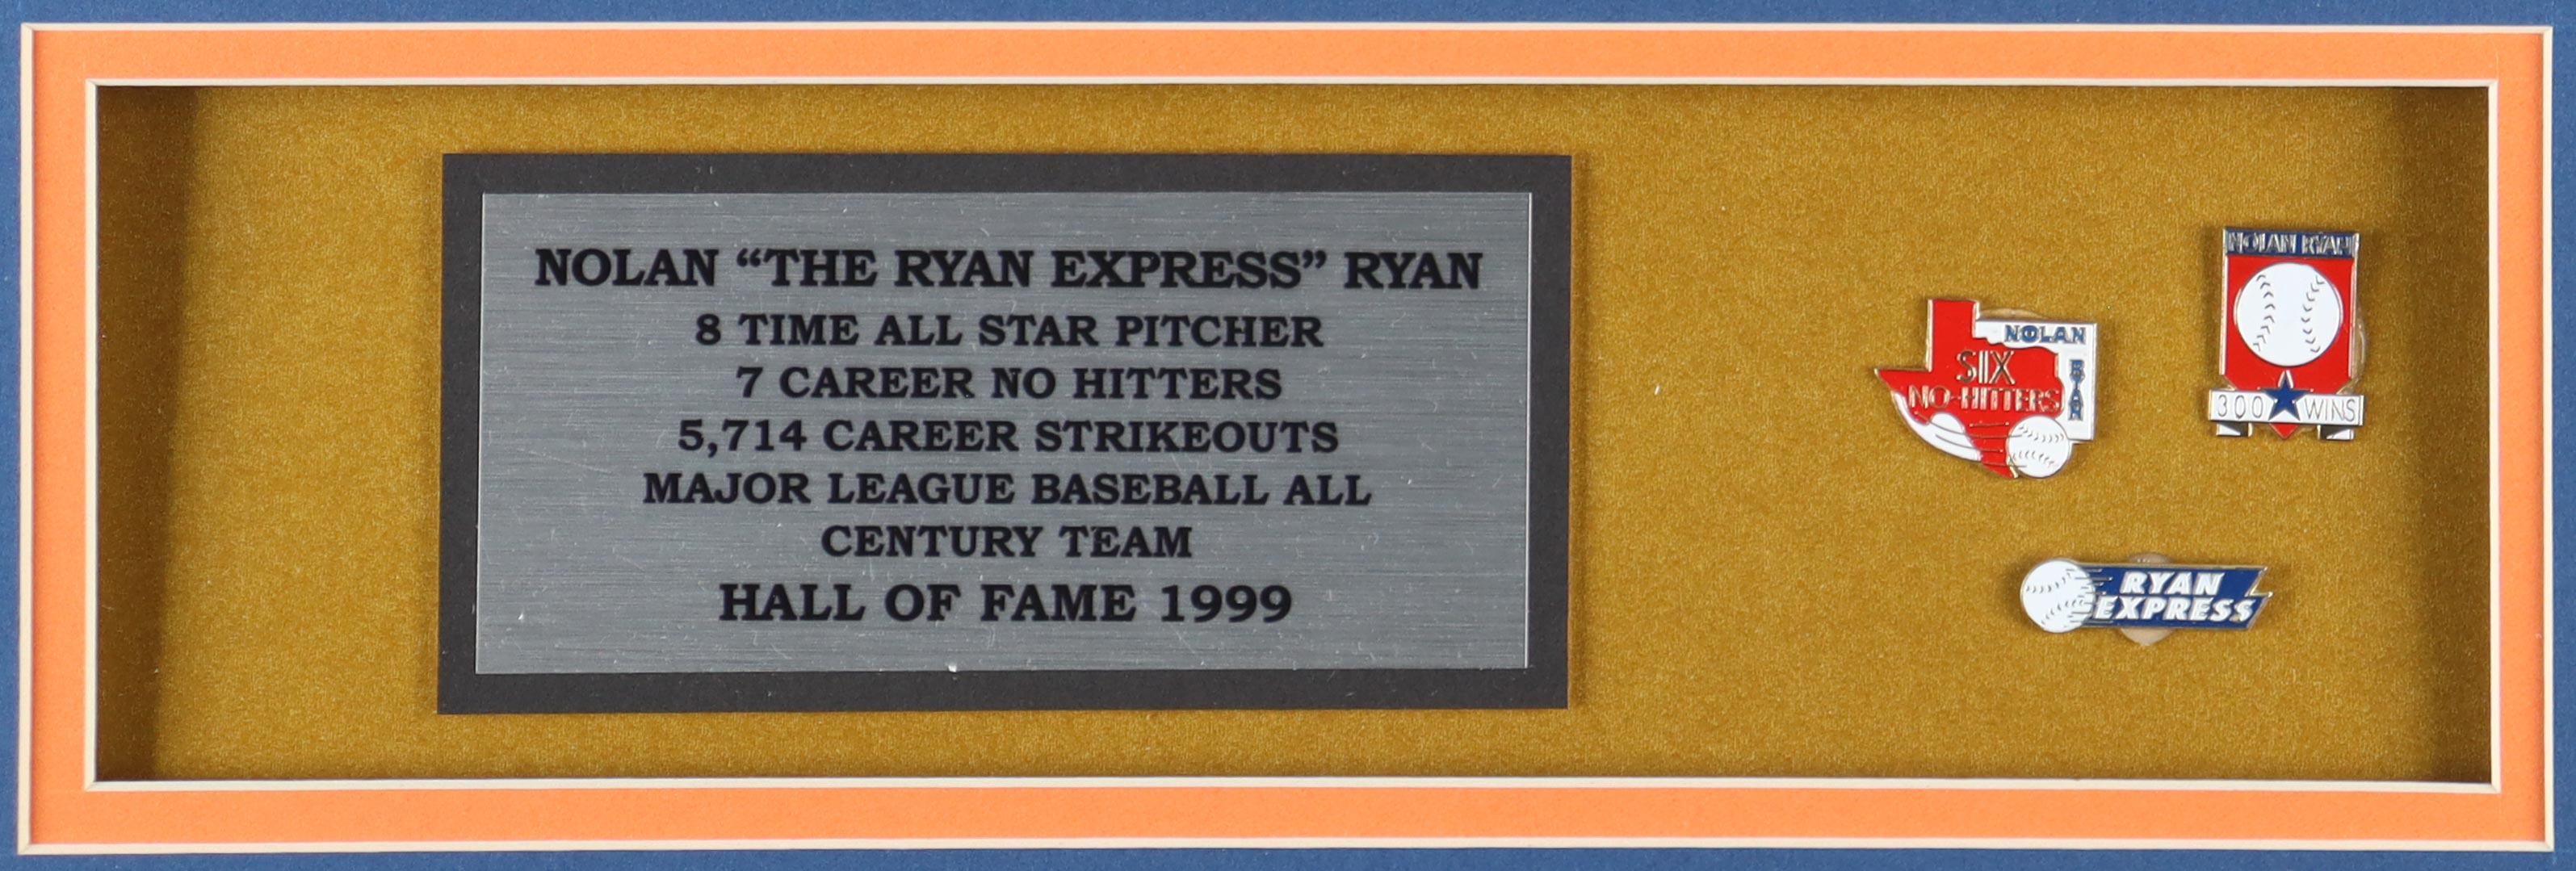 NOLAN “THE RYAN EXPRESS” RYAN
8 TIME ALL STAR PITCHER
7 CAREER NO HITTERS
5,714 CAREER STRIKEOUTS
MAJOR LEAGUE BASEBALL ALL
CENTURY TEAM
HALL OF FAME 1999
NOLAN
RYAN
SIX
NO-HITTERS
NOLAN RYAN
300 WINS
RYAN
EXPRESS